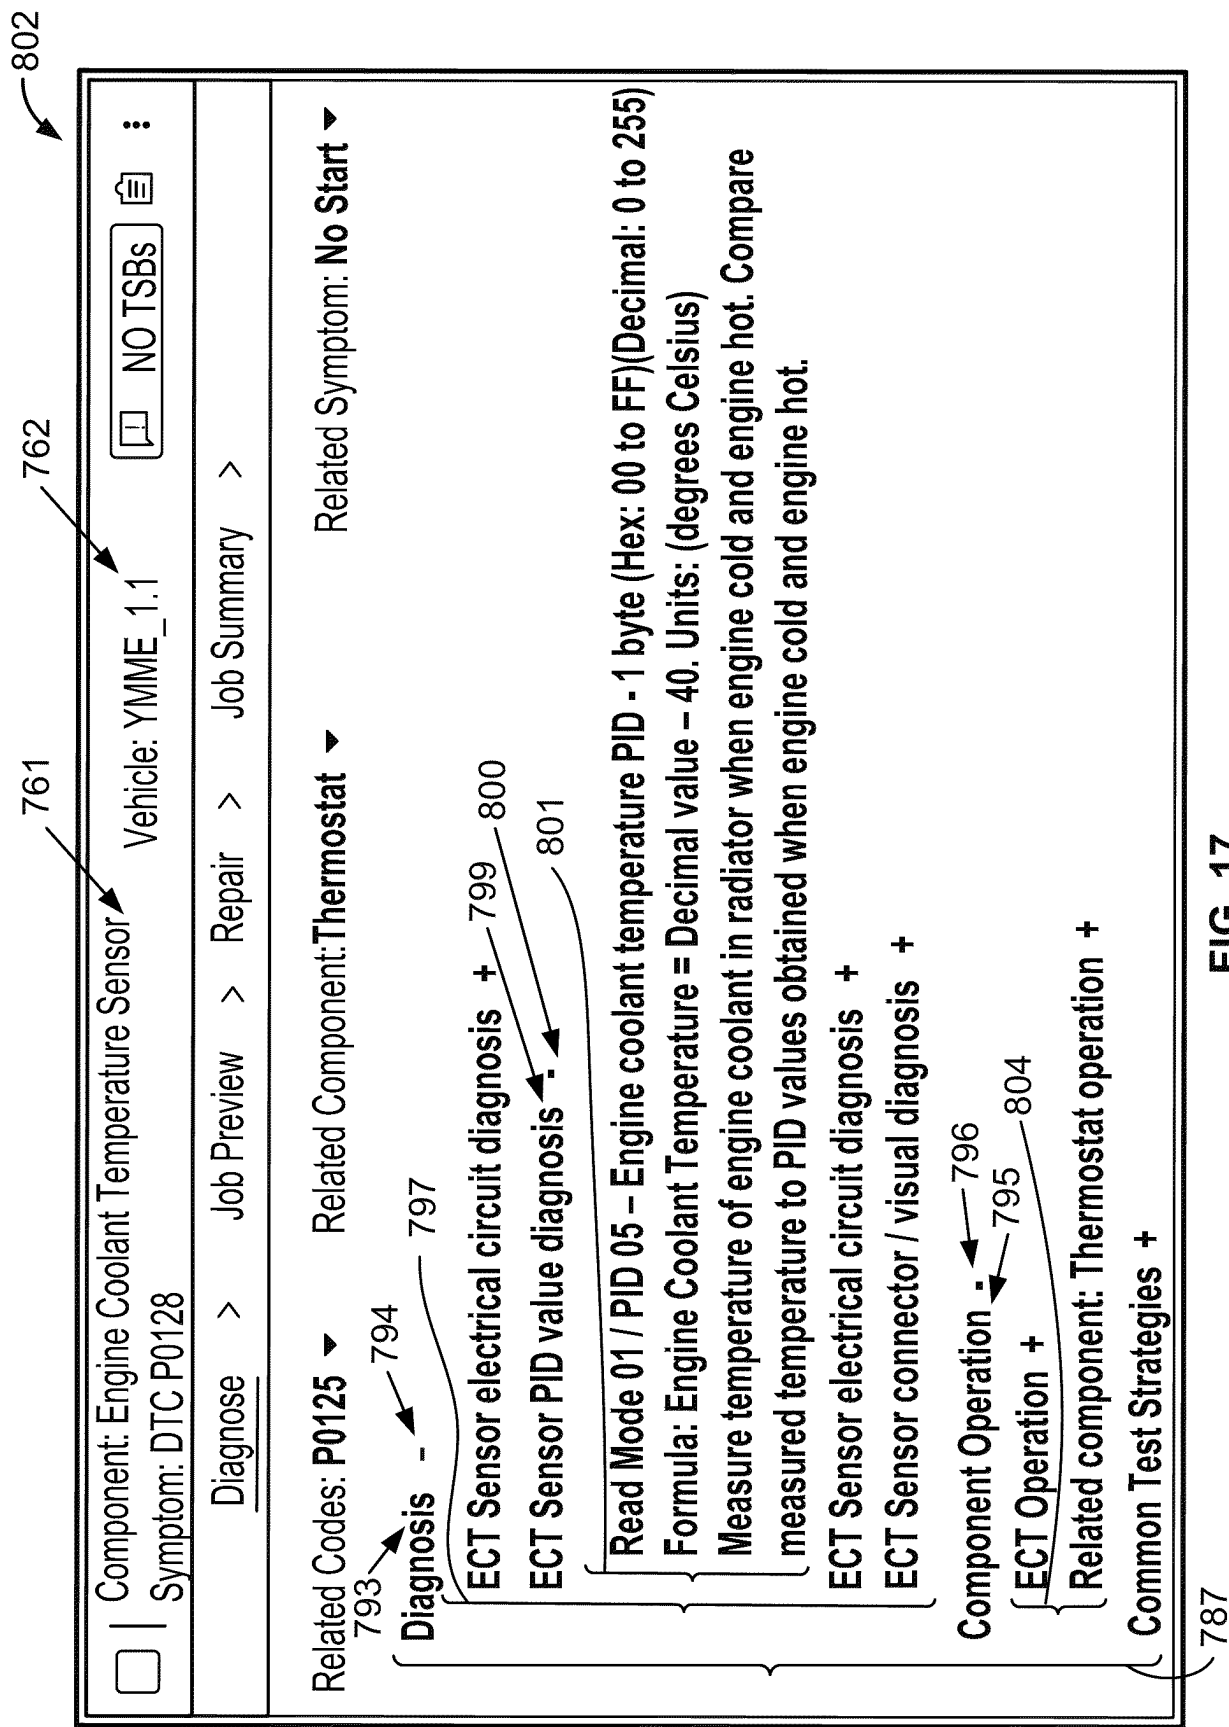 802
761
762
Component: Engine Coolant Temperature Sensor
Symptom: DTC P0128
Vehicle: YMME_1.1
NO TSBs
Diagnose > Job Preview > Repair > Job Summary >
Related Codes: P0125 Related Component:Thermostat Related Symptom: No Start
793
794
797
799
800
801
Diagnosis -
ECT Sensor electrical circuit diagnosis +
ECT Sensor PID value diagnosis -
Read Mode 01 / PID 05 – Engine coolant temperature PID - 1 byte (Hex: 00 to FF)(Decimal: 0 to 255)
Formula: Engine Coolant Temperature = Decimal value – 40. Units: (degrees Celsius)
Measure temperature of engine coolant in radiator when engine cold and engine hot. Compare
measured temperature to PID values obtained when engine cold and engine hot.
ECT Sensor electrical circuit diagnosis +
ECT Sensor connector / visual diagnosis +
Component Operation -
796
795
804
ECT Operation +
Related component: Thermostat operation +
Common Test Strategies +
787
FIG. 17